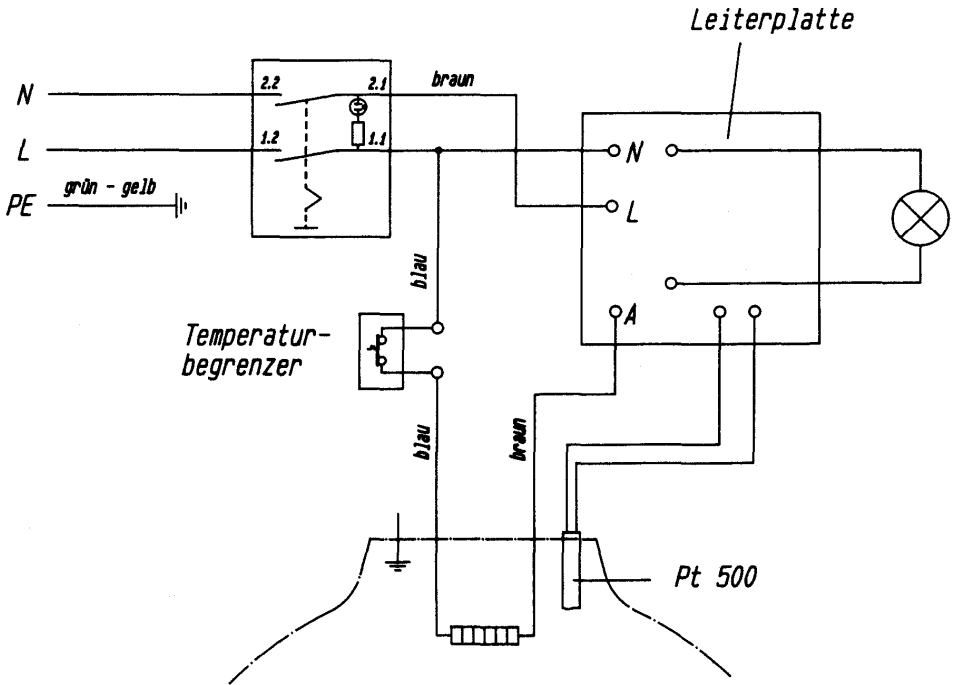 Leiterplatte
N
2.2
2.1
braun
L
1.2
1.1
N
PE
grün - gelb
L
blau
A
Temperatur-
begrenzer
blau
braun
Pt 500